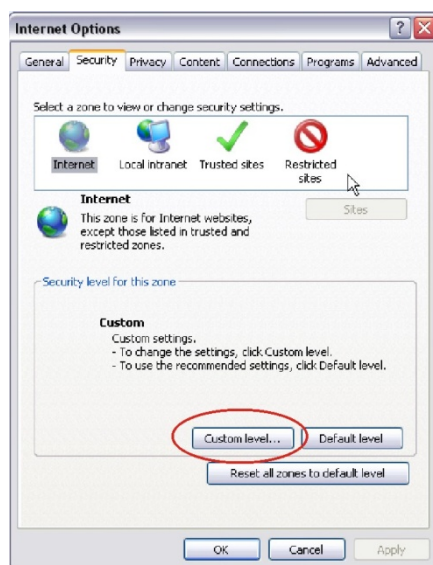 Internet Options
General Security Privacy Content Connections Programs Advanced
Select a zone to view or change security settings.
Internet Local intranet Trusted sites Restricted
sites
Internet
Sites
This zone is for Internet websites,
except those listed in trusted and
restricted zones.
Security level for this zone
Custom
Custom settings.
- To change the settings, click Custom level.
- To use the recommended settings, click Default level.
Custom level... Default level
Reset all zones to default level
OK Cancel Apply